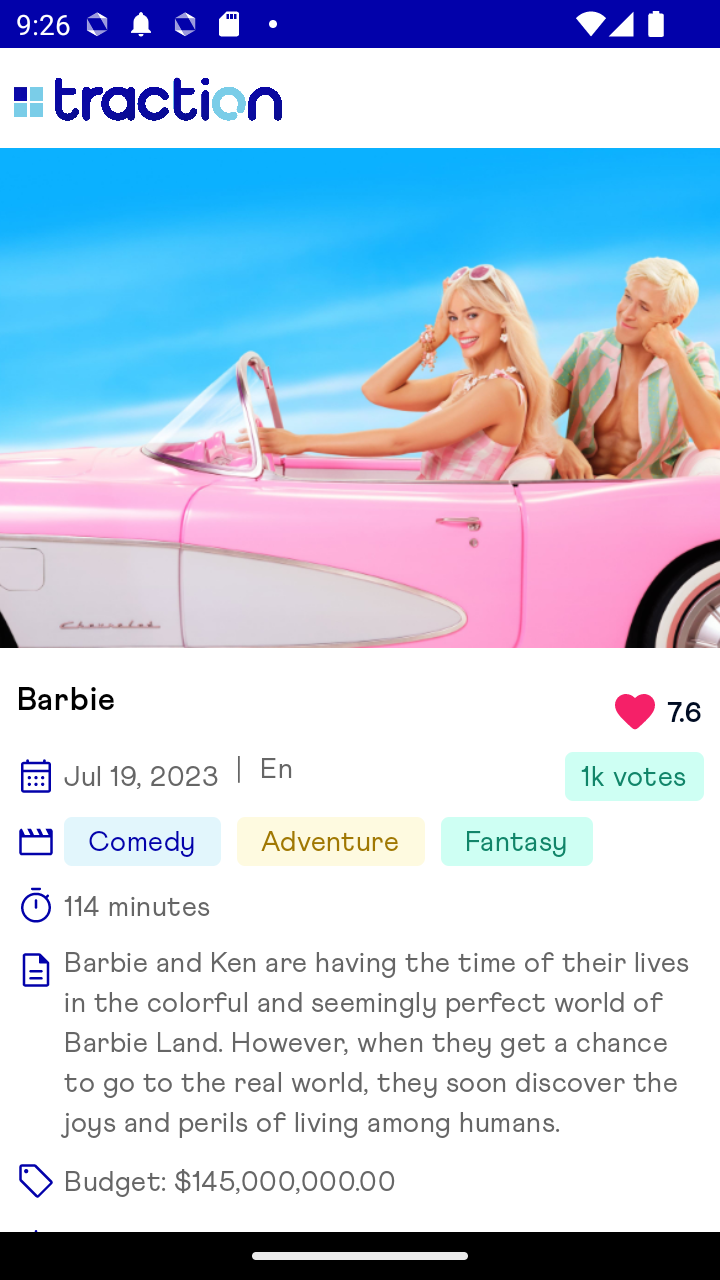 9:26
traction
Chevrolet
Barbie
7.6
Jul 19, 2023 | En
1k votes
Comedy Adventure Fantasy
114 minutes
Barbie and Ken are having the time of their lives
in the colorful and seemingly perfect world of
Barbie Land. However, when they get a chance
to go to the real world, they soon discover the
joys and perils of living among humans.
Budget: $145,000,000.00